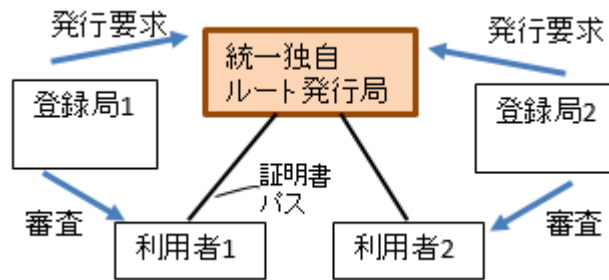 発行要求
統一独自
ルート発行局
発行要求
登録局1
登録局2
証明書
パス
審査
審査
利用者1
利用者2